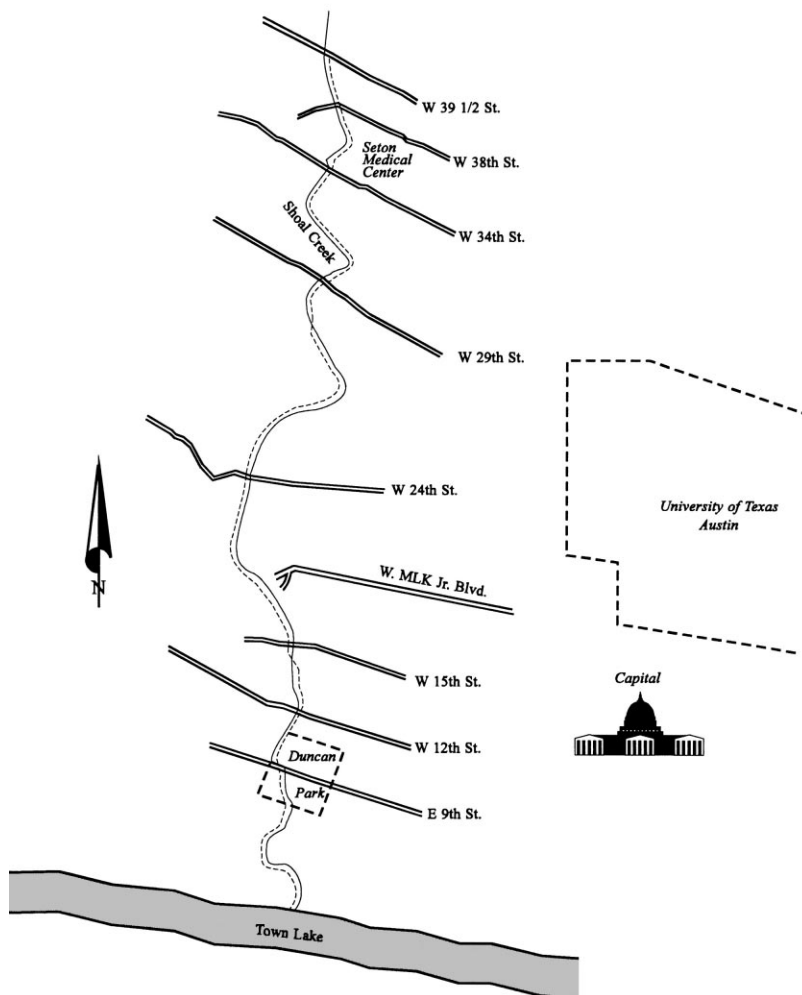 W 39 1/2 St.
Seton
Medical
Center
W 38th St.
Shoal Creek
W 34th St.
W 29th St.
W 24th St.
University of Texas
Austin
N
W. MLK Jr. Blvd.
W 15th St.
Capital
W 12th St.
Duncan
Park
E 9th St.
Town Lake